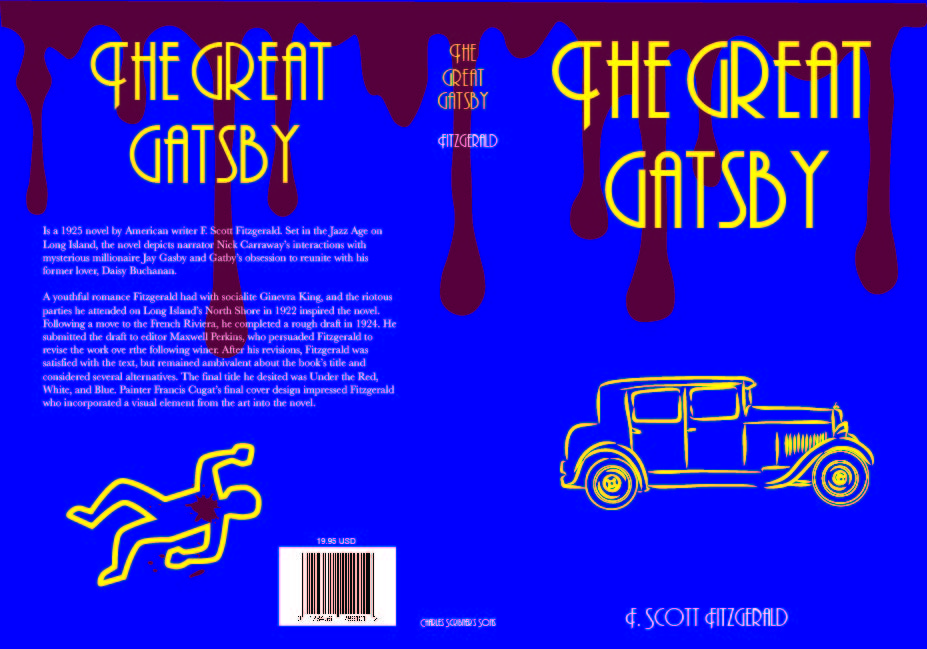 THE GREAT
GATSBY
Is a 1925 novel by American writer F. Scott Fitzgerald. Set in the Jazz Age on
Long Island, the novel depicts narrator Nick Carraway's interactions with
mysterious millionaire Jay Gasby and Gatby's obsession to reunite with his
former lover, Daisy Buchanan.
A youthful romance Fitzgerald had with socialite Ginevra King, and the riotous
parties he attended on Long Island's North Shore in 1922 inspired the novel.
Following a move to the French Riviera, he completed a rough draft in 1924. He
submitted the draft to editor Maxwell Perkins, who persuaded Fitzgerald to
revise the work ove rthe following winer. After his revisions, Fitzgerald was
satisfied with the text, but remained ambivalent about the book's title and
considered several alternatives. The final title he desited was Under the Red,
White, and Blue. Painter Francis Cugat's final cover design impressed Fitzgerald
who incorporated a visual element from the art into the novel.
19.95 USD
THE
GREAT
GATSBY
FITZGERALD
CHARLES SCRIBNER'S SONS
THE GREAT
GATSBY
F. SCOTT FITZGERALD